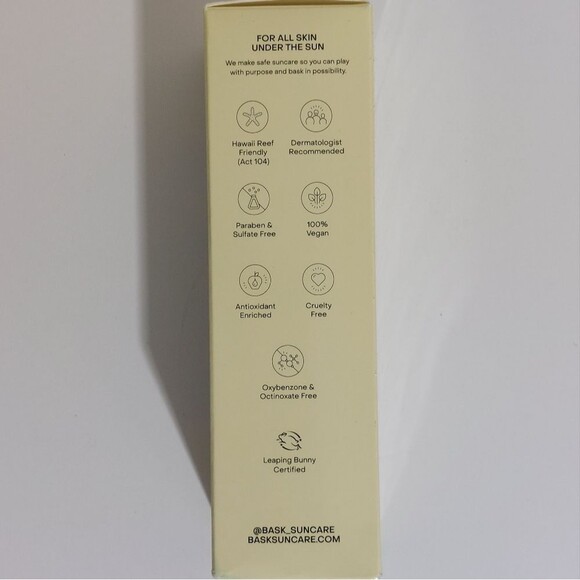 FOR ALL SKIN
UNDER THE SUN
We make safe suncare so you can play
with purpose and bask in possibility.
Hawaii Reef
Friendly
(Act 104)
Dermatologist
Recommended
Paraben &
Sulfate Free
100%
Vegan
Antioxidant
Enriched
Cruelty
Free
Oxybenzone &
Octinoxate Free
Leaping Bunny
Certified
@BASK_SUNCARE
BASKSUNCARE.COM